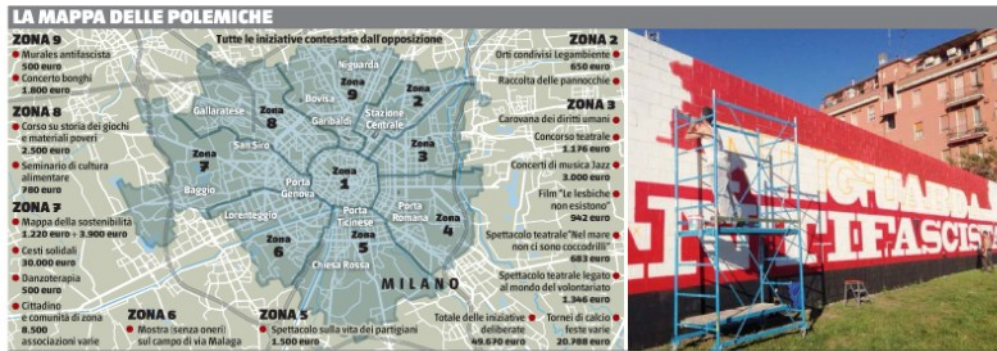 LA MAPPA DELLE POLEMICHE
Tutte le iniziative contestate dall'opposizione
ZONA 9
Murales antifascista
500 euro
Concerto bonghi
1.800 euro
ZONA 8
Corso su storia dei giochi
e materiali poveri
2.500 euro
Seminario di cultura
alimentare
780 euro
ZONA 7
Mappa della sostenibilità
1.220 euro + 3.900 euro
Cesti solidali
30.000 euro
Danzoterapia
500 euro
Cittadino
e comunità di zona
8.500
associazioni varie
ZONA 6
Mostra (senza oneri)
sul campo di via Malaga
ZONA 5
Spettacolo sulla vita dei partigiani
1.500 euro
Niguarda
Bovisa
Zona
9
Zona
2
Gallaratese
Zona
8
Garibaldi
Stazione
Centrale
Zona
3
San Siro
Zona
7
Zona
1
Baggio
Porta
Genova
Lorenteggio
Porta
Ticinese
Porta
Romana
Zona
4
Zona
5
Zona
6
Chiesa Rossa
MILANO
ZONA 2
Orti condivisi Legambiente
650 euro
Raccolta delle pannocchie
ZONA 3
Carovana dei diritti umani
Concorso teatrale
1.176 euro
Concerti di musica Jazz
3.000 euro
Film "Le lesbiche
non esistono"
942 euro
Spettacolo teatrale "Nel mare
non ci sono coccodrilli"
683 euro
Spettacolo teatrale legato
al mondo del volontariato
1.346 euro
Totale delle iniziative
deliberate
49.670 euro
Tornei di calcio
feste varie
20.788 euro
NIGUARDA
ANTIFASCIST